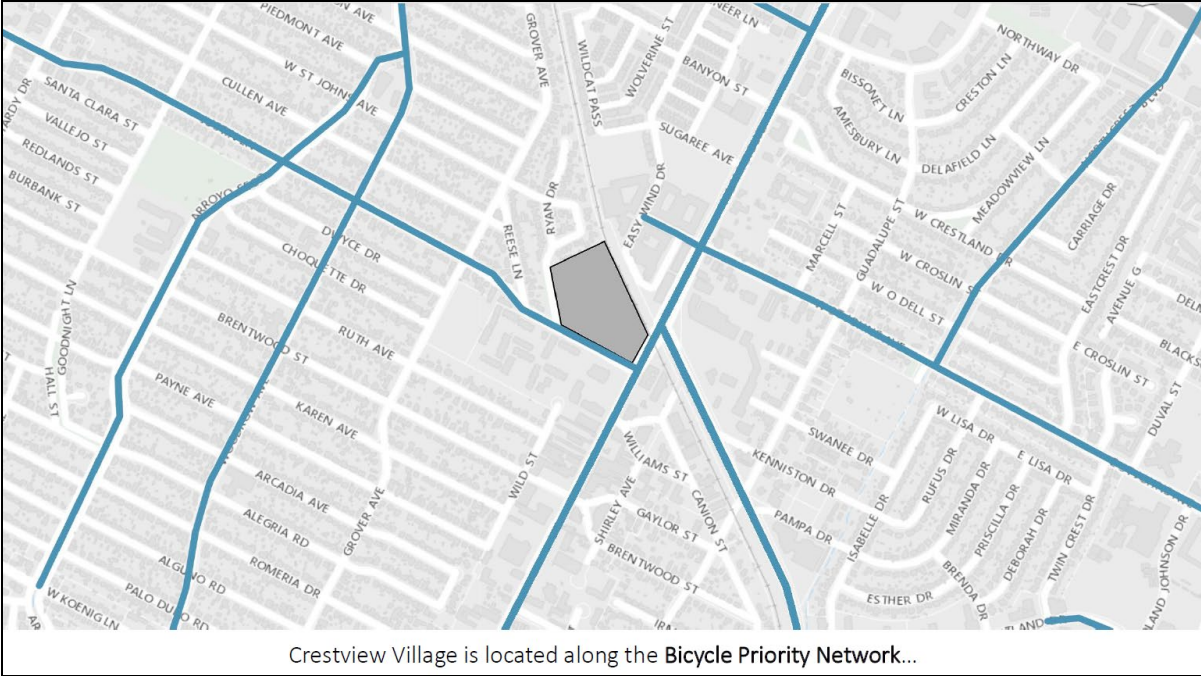 PIEDMONT AVE
W ST JOHNS AVE
CULLEN AVE
GROVER AVE
WILDCAT PASS
WOLVERINE ST
BANYON ST
SUGAREE AVE
NORTHWAY DR
CRESTON LN
BISSONET LN
AMESBURY LN
DELAFIELD LN
MEADOWVIEW LN
CARRIAGE DR
SANTA CLARA ST
VALLEJO ST
REDLANDS ST
BURBANK ST
DWYCE DR
CHOQUETTE DR
REESE LN
RYAN DR
EASY WIND DR
MARCELL ST
GUADALUPE ST
W CRESTLAND DR
W CROSLIN ST
W O DELL ST
EASTCREST DR
AVENUE G
E CROSLIN ST
DUVAL ST
GOODNIGHT LN
HALL ST
BRENTWOOD ST
RUTH AVE
PAYNE AVE
KAREN AVE
WOODROW AVE
ARCADIA AVE
ALEGRIA RD
GROVER AVE
ROMERIA DR
ALGUNO RD
PALO DURO RD
W KOENIG LN
WILD ST
WILLIAMS ST
SHIRLEY AVE
GAYLOR ST
CANION ST
BRENTWOOD ST
SWANEE DR
KENNISTON DR
PAMPA DR
ISABELLE DR
W LISA DR
E LISA DR
RUFUS DR
MIRANDA DR
PRISCILLA DR
DEBORAH DR
TWIN CREST DR
BRENDA DR
ESTHER DR
Crestview Village is located along the Bicycle Priority Network...